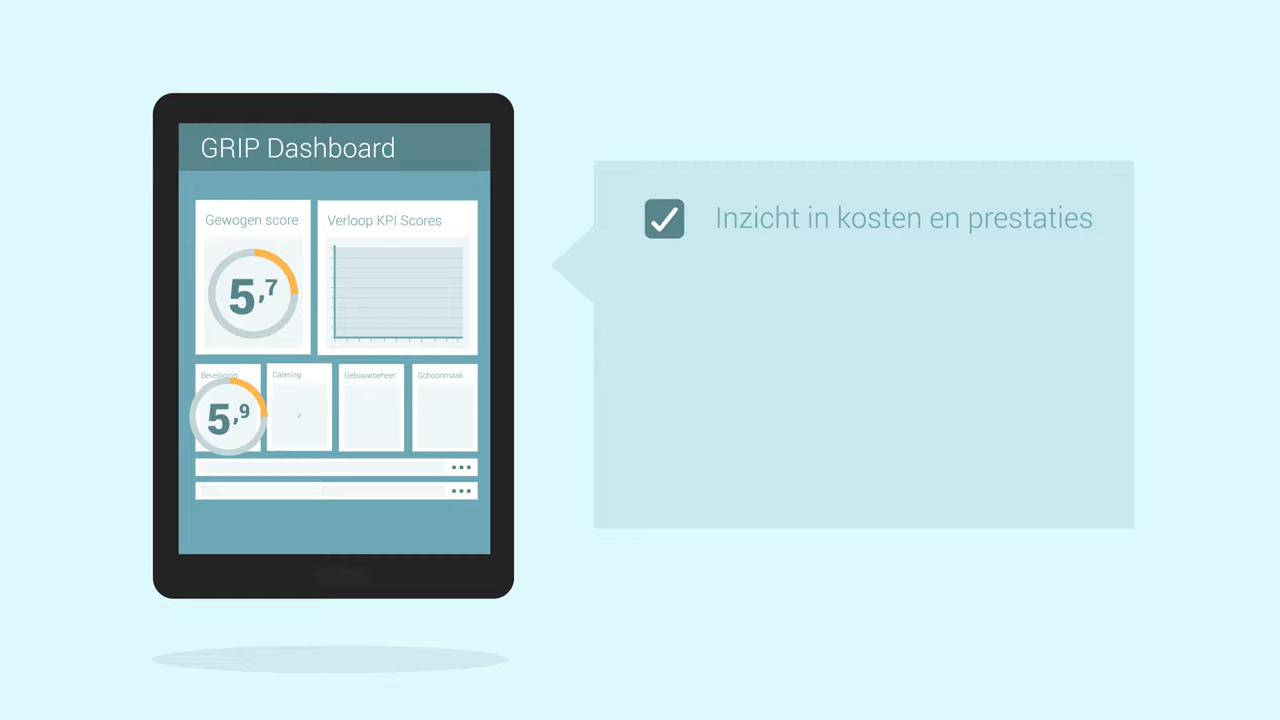 GRIP Dashboard
Gewogen score
Verloop KPI Scores
5,7
Beveiliging
Catering
Gebouwbeheer
Schoonmaak
5,9
Inzicht in kosten en prestaties